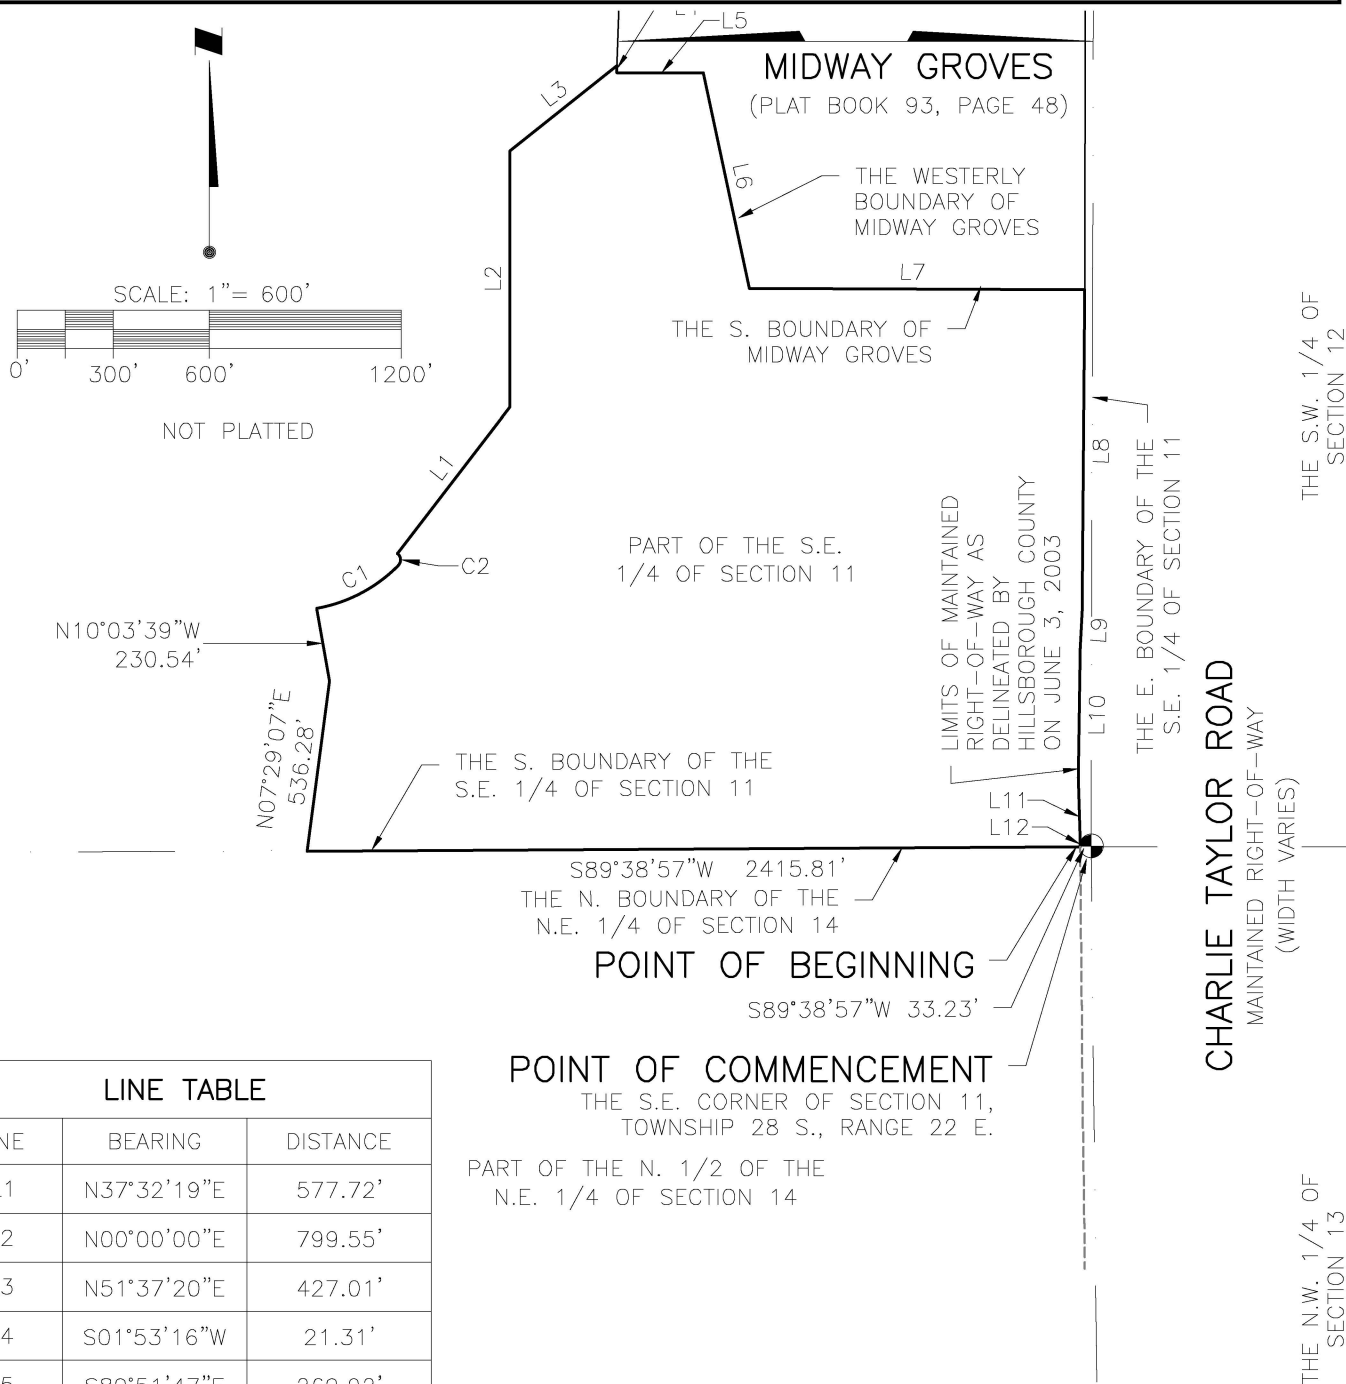 L5
MIDWAY GROVES
(PLAT BOOK 93, PAGE 48)
L3
L6
THE WESTERLY
BOUNDARY OF
MIDWAY GROVES
L2
L7
SCALE: 1"= 600'
0' 300' 600' 1200'
THE S. BOUNDARY OF
MIDWAY GROVES
THE S.W. 1/4 OF
SECTION 12
NOT PLATTED
L1
L8
THE E. BOUNDARY OF THE
S.E. 1/4 OF SECTION 11
LIMITS OF MAINTAINED
RIGHT-OF-WAY AS
DELINEATED BY
HILLSBOROUGH COUNTY
ON JUNE 3, 2003
PART OF THE S.E.
1/4 OF SECTION 11
C1
C2
N10°03'39"W
230.54'
L9
L10
N07°29'07"E
536.28'
THE S. BOUNDARY OF THE
S.E. 1/4 OF SECTION 11
L11
L12
CHARLIE TAYLOR ROAD
MAINTAINED RIGHT-OF-WAY
(WIDTH VARIES)
S89°38'57"W 2415.81'
THE N. BOUNDARY OF THE
N.E. 1/4 OF SECTION 14
POINT OF BEGINNING
S89°38'57"W 33.23'
POINT OF COMMENCEMENT
THE S.E. CORNER OF SECTION 11,
TOWNSHIP 28 S., RANGE 22 E.
PART OF THE N. 1/2 OF THE
N.E. 1/4 OF SECTION 14
THE N.W. 1/4 OF
SECTION 13
LINE TABLE
NE BEARING DISTANCE
1 N37°32'19"E 577.72'
2 N00°00'00"E 799.55'
3 N51°37'20"E 427.01'
4 S01°53'16"W 21.31'
5